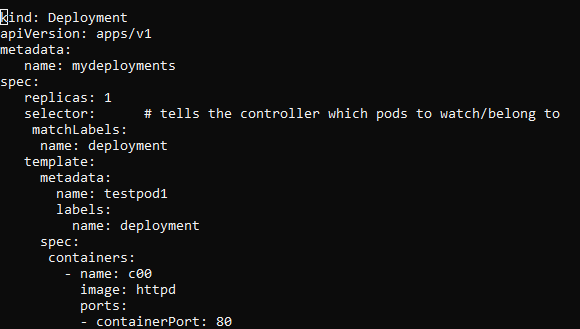 kind: Deployment
apiVersion: apps/v1
metadata:
   name: mydeployments
spec:
   replicas: 1
   selector:      # tells the controller which pods to watch/belong to
    matchLabels:
     name: deployment
   template:
     metadata:
       name: testpod1
       labels:
         name: deployment
     spec:
      containers:
        - name: c00
          image: httpd
          ports:
          - containerPort: 80